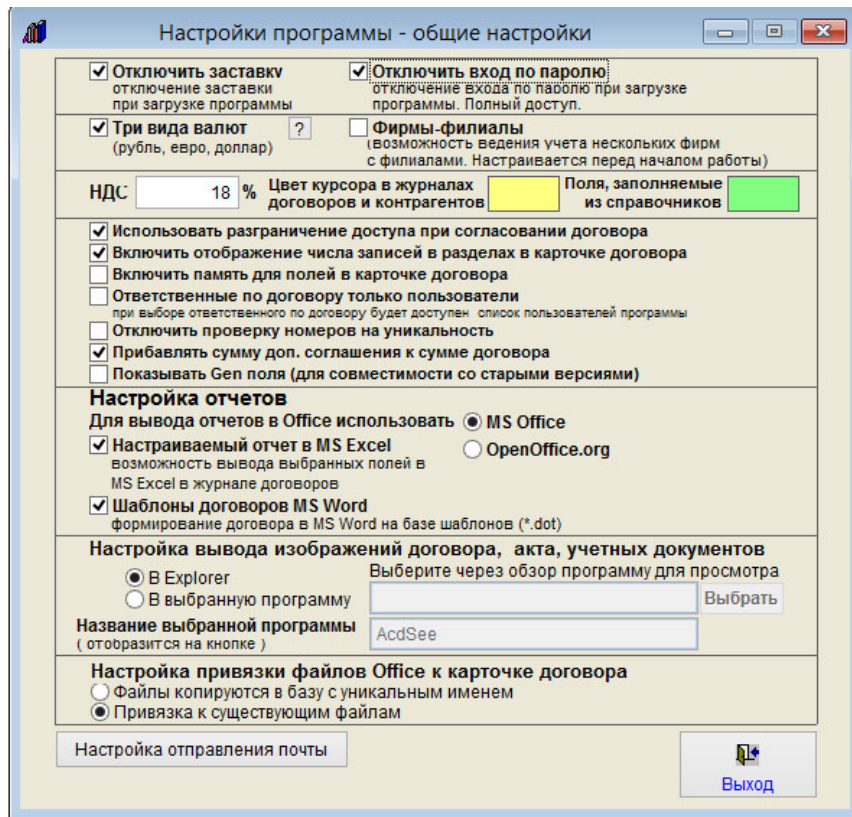 Настройки программы - общие настройки
Отключить заставку Отключить вход по паролю
отключение заставки отключение входа по паролю при загрузке
при загрузке программы программы. Полный доступ.
Три вида валют ? Фирмы-филиалы
(рубль, евро, доллар) (возможность ведения учета нескольких фирм
с филиалами. Настраивается перед началом работы)
НДС 18 % Цвет курсора в журналах Поля, заполняемые
договоров и контрагентов из справочников
Использовать разграничение доступа при согласовании договора
Включить отображение числа записей в разделах в карточке договора
Включить память для полей в карточке договора
Ответственные по договору только пользователи
при выборе ответственного по договору будет доступен список пользователей программы
Отключить проверку номеров на уникальность
Прибавлять сумму доп. соглашения к сумме договора
Показывать Gen поля (для совместимости со старыми версиями)
Настройка отчетов
Для вывода отчетов в Office использовать MS Office
Настраиваемый отчет в MS Excel OpenOffice.org
возможность вывода выбранных полей в
MS Excel в журнале договоров
Шаблоны договоров MS Word
формирование договора в MS Word на базе шаблонов (*.dot)
Настройка вывода изображений договора, акта, учетных документов
В Explorer Выберите через обзор программу для просмотра
В выбранную программу Выбрать
Название выбранной программы AcdSee
( отобразится на кнопке )
Настройка привязки файлов Office к карточке договора
Файлы копируются в базу с уникальным именем
Привязка к существующим файлам
Настройка отправления почты
Выход